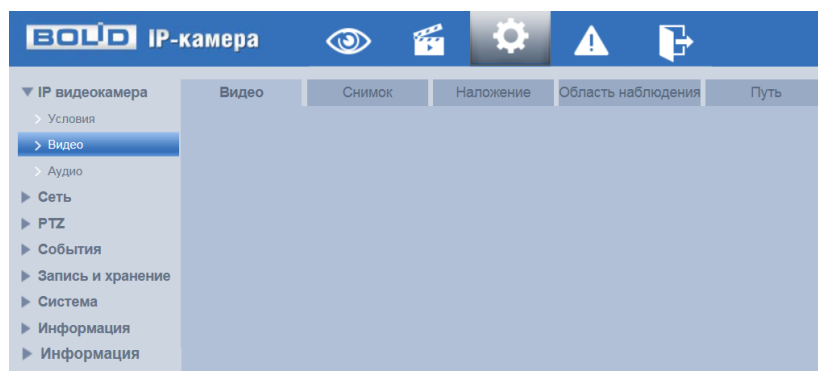 BOLID IP-камера
IP видеокамера
Условия
Видео
Аудио
Сеть
PTZ
События
Запись и хранение
Система
Информация
Информация
Видео Снимок Наложение Область наблюдения Путь